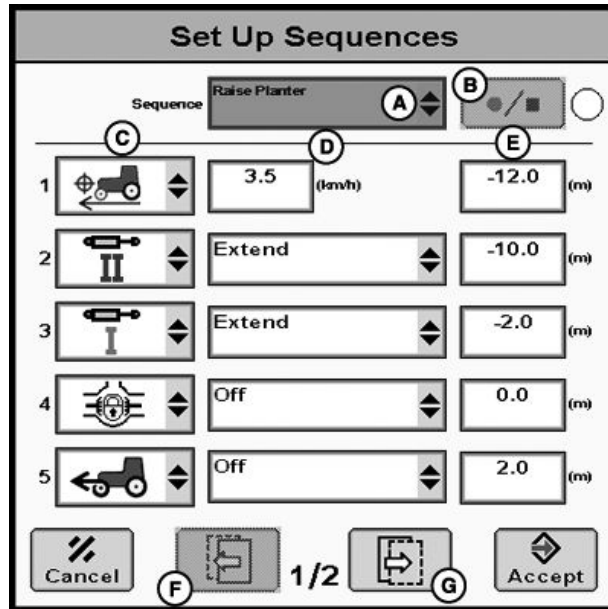 Set Up Sequences
Sequence Raise Planter A B
C D E
1 3.5 (km/h) -12.0 (m)
2 II Extend -10.0 (m)
3 I Extend -2.0 (m)
4 Off 0.0 (m)
5 Off 2.0 (m)
Cancel F 1/2 G Accept